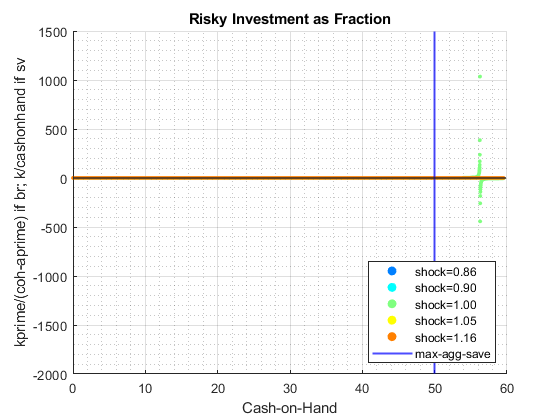 Risky Investment as Fraction
kprime/(coh-aprime) if br; k/cashonhand if sv
1500
1000
500
0
-500
-1000
-1500
-2000
shock=0.86
shock=0.90
shock=1.00
shock=1.05
shock=1.16
max-agg-save
0 10 20 30 40 50 60
Cash-on-Hand